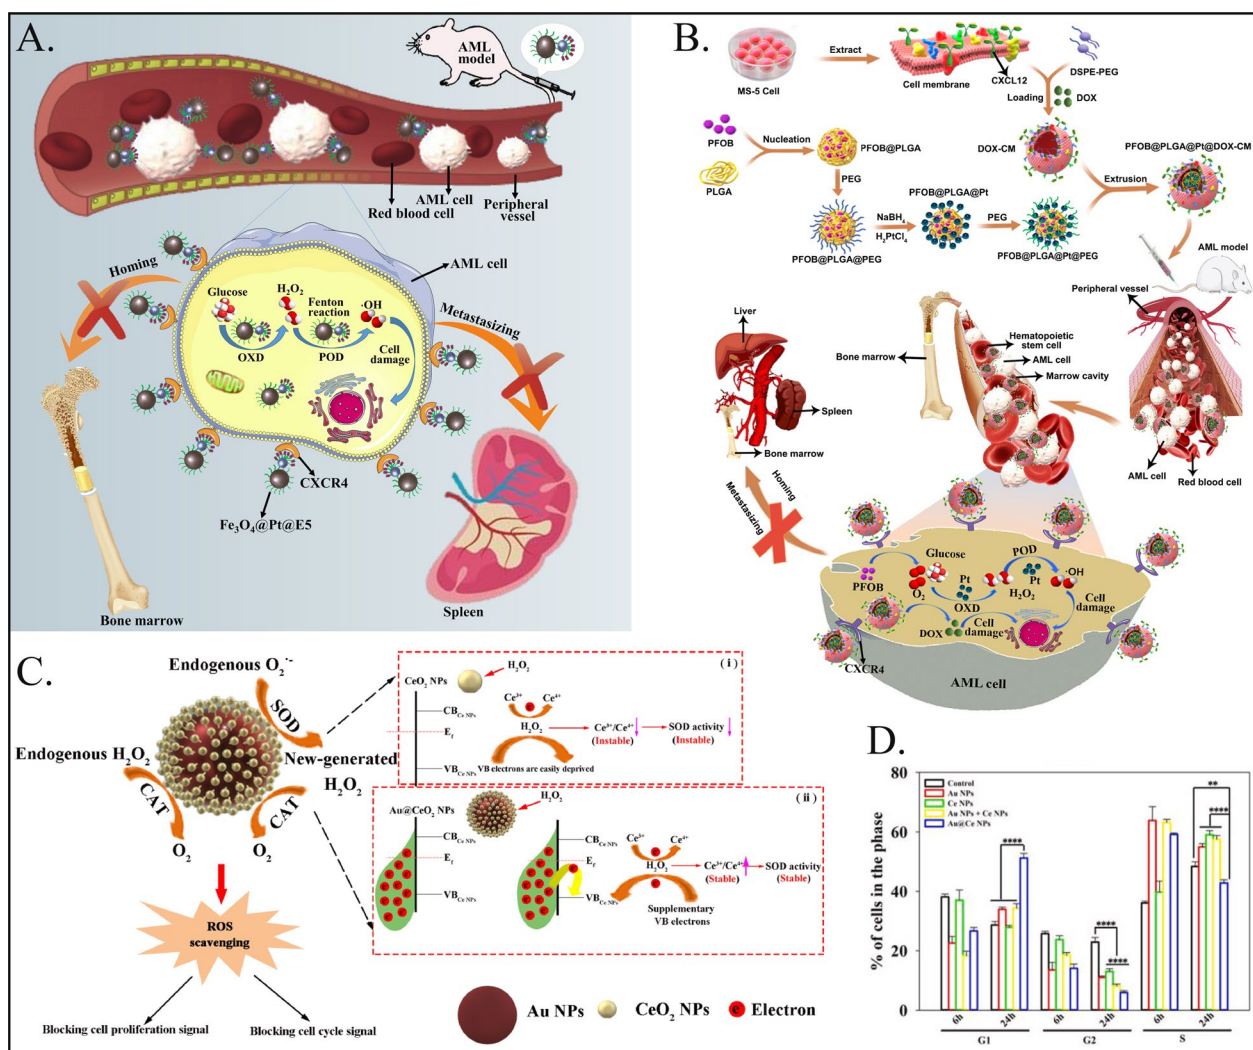 A.
AML
model
Red blood cell
AML cell
Peripheral
vessel
AML cell
Homing
Glucose
H₂O₂
Fenton
reaction
·OH
OXD
POD
Cell
damage
Metastasizing
CXCR4
Fe₃O₄@Pt@E5
Bone marrow
Spleen
B.
MS-5 Cell
Extract
Cell membrane
CXCL12
DSPE-PEG
Loading
DOX
PFOB
Nucleation
PFOB@PLGA
PLGA
PEG
DOX-CM
PFOB@PLGA@Pt@DOX-CM
Extrusion
PFOB@PLGA@Pt
NaBH₄
H₂PtCl₄
PEG
PFOB@PLGA@PEG
PFOB@PLGA@Pt@PEG
AML model
Peripheral vessel
Liver
Bone marrow
Hematopoietic
stem cell
AML cell
Marrow cavity
Spleen
Bone marrow
AML cell
Red blood cell
Homing
Metastasizing
PFOB
O₂
Glucose
Pt
OXD
H₂O₂
POD
Pt
·OH
Cell
damage
DOX
Cell
damage
CXCR4
AML cell
C.
Endogenous O₂·-
SOD
Endogenous H₂O₂
New-generated
H₂O₂
CAT
CAT
O₂
O₂
ROS
scavenging
Blocking cell proliferation signal
Blocking cell cycle signal
(i)
CeO₂ NPs
H₂O₂
CB Ce NPs
Ef
VB Ce NPs
Ce³⁺
Ce⁴⁺
e
H₂O₂
Ce³⁺/Ce⁴⁺
(Instable)
SOD activity
(Instable)
VB electrons are easily deprived
(ii)
Au@CeO₂ NPs
H₂O₂
CB Ce NPs
Ef
VB Ce NPs
Ce³⁺
Ce⁴⁺
e
H₂O₂
e
Ce³⁺/Ce⁴⁺
(Stable)
SOD activity
(Stable)
Supplementary
VB electrons
Au NPs
CeO₂ NPs
e
Electron
D.
% of cells in the phase
80
60
40
20
0
Control
Au NPs
Ce NPs
Au NPs + Ce NPs
Au@Ce NPs
****
****
****
**
****
6h
24h
6h
24h
6h
24h
G1
G2
S